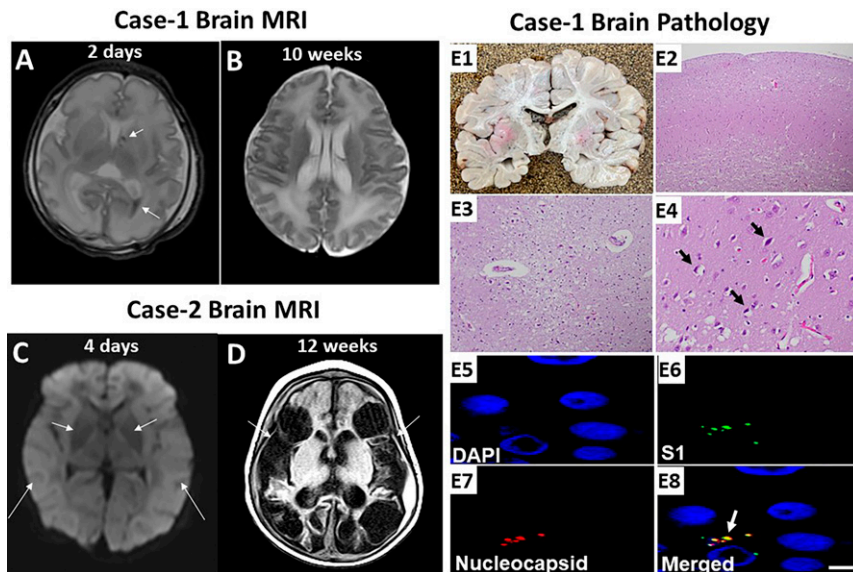 Case-1 Brain MRI
A
2 days
B
10 weeks
Case-2 Brain MRI
C
4 days
D
12 weeks
Case-1 Brain Pathology
E1
E2
E3
E4
E5
DAPI
E6
S1
E7
Nucleocapsid
E8
Merged